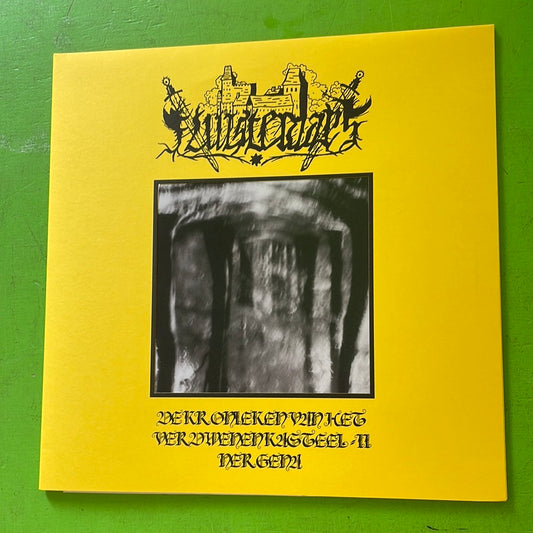 Fluisteraars
DE KRONIEKEN VAN HET
VERDWENEN KASTEEL - II
NERGENA